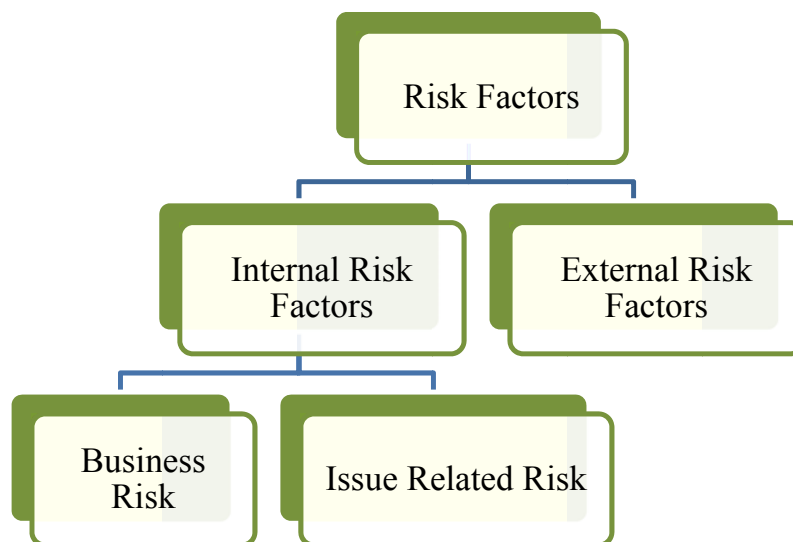 Risk Factors
Internal Risk
Factors
External Risk
Factors
Business
Risk
Issue Related Risk